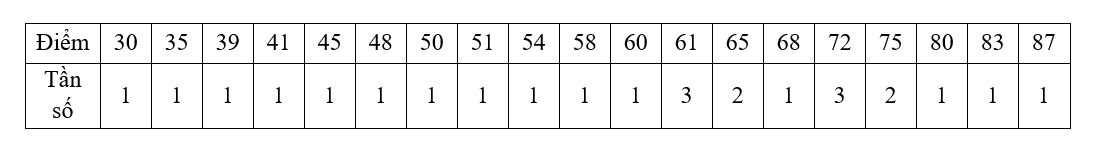 Điểm 30 35 39 41 45 48 50 51 54 58 60 61 65 68 72 75 80 83 87
Tần
số 1 1 1 1 1 1 1 1 1 1 1 3 2 1 3 2 1 1 1